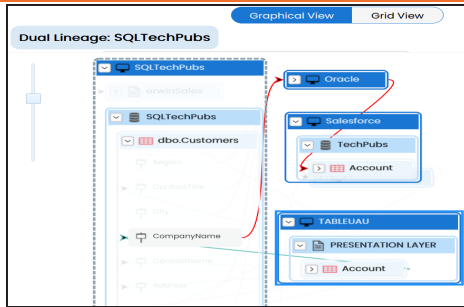 Graphical View Grid View
Dual Lineage: SQLTechPubs
SQLTechPubs
erwinSales
SQLTechPubs
dbo.Customers
Region
ContactTitle
City
CompanyName
ContactName
Address
Oracle
Salesforce
TechPubs
Account
TABLEUAU
PRESENTATION LAYER
Account